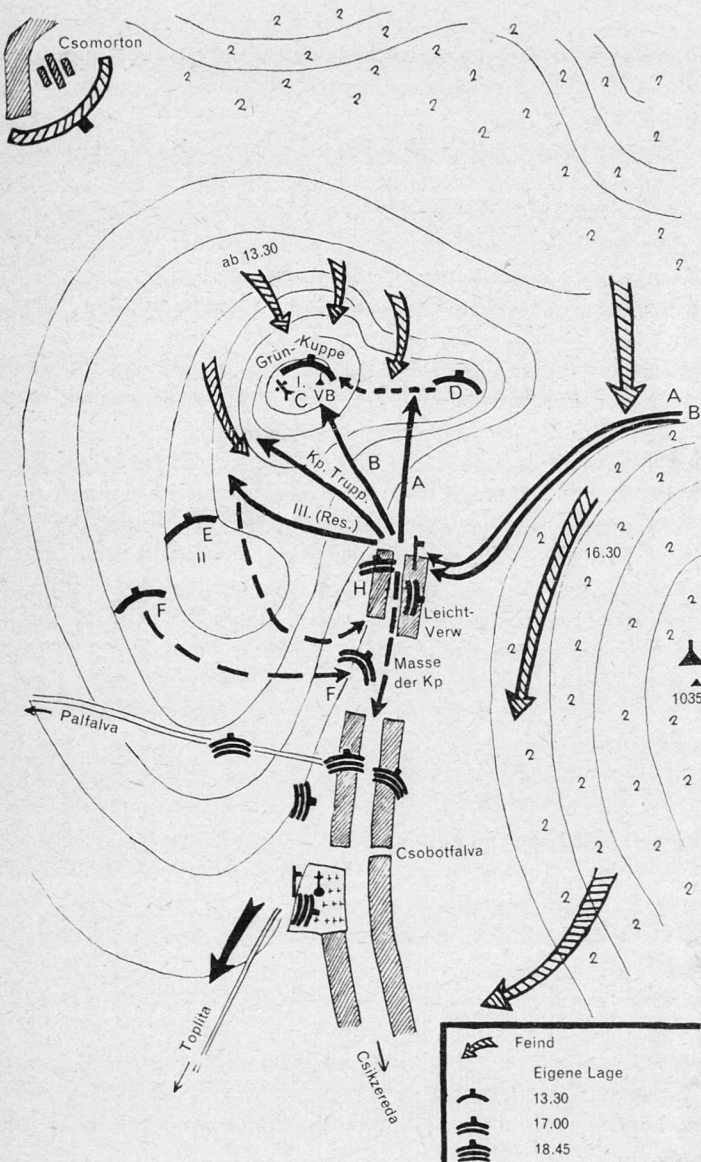 Csomorton
ab 13.30
Grün-Kuppe
I.
C
VB
D
A
B
A
B
Kp. Trupp.
III. (Res.)
E
II
16.30
H
Leicht-
Verw
F
Masse
der Kp
F
1035
Palfalva
Csobotfalva
Toplita
Csikzereda
Feind
Eigene Lage
13.30
17.00
18.45